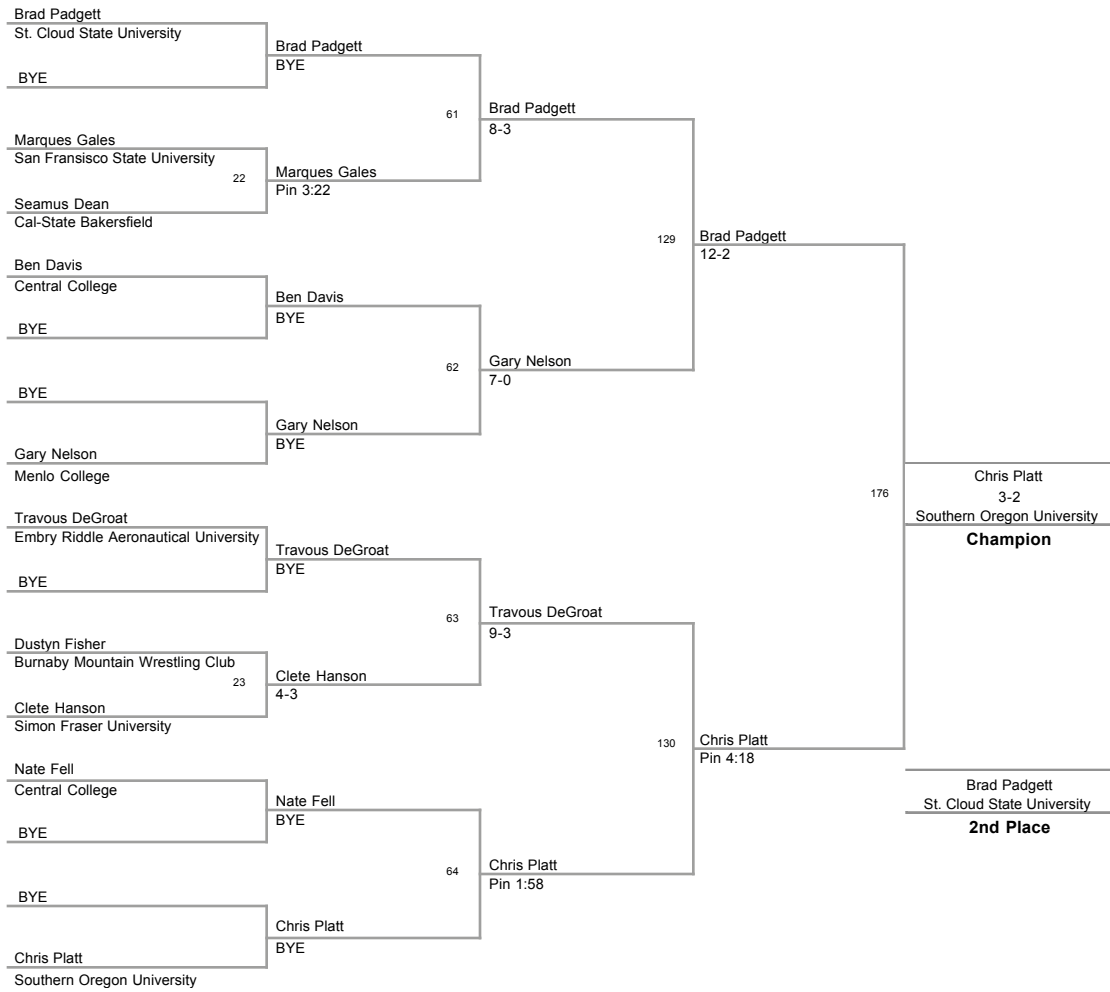 Brad Padgett
St. Cloud State University
BYE
Marques Gales
San Fransisco State University
22
Seamus Dean
Cal-State Bakersfield
Ben Davis
Central College
BYE
BYE
Gary Nelson
Menlo College
Travous DeGroat
Embry Riddle Aeronautical University
BYE
Dustyn Fisher
Burnaby Mountain Wrestling Club
23
Clete Hanson
Simon Fraser University
Nate Fell
Central College
BYE
BYE
Chris Platt
Southern Oregon University
Brad Padgett
BYE
61
Marques Gales
Pin 3:22
Ben Davis
BYE
62
Gary Nelson
BYE
Travous DeGroat
BYE
63
Clete Hanson
4-3
Nate Fell
BYE
64
Chris Platt
BYE
Brad Padgett
8-3
129
Gary Nelson
7-0
Travous DeGroat
9-3
130
Chris Platt
Pin 1:58
Brad Padgett
12-2
176
Chris Platt
Pin 4:18
Chris Platt
3-2
Southern Oregon University
Champion
Brad Padgett
St. Cloud State University
2nd Place